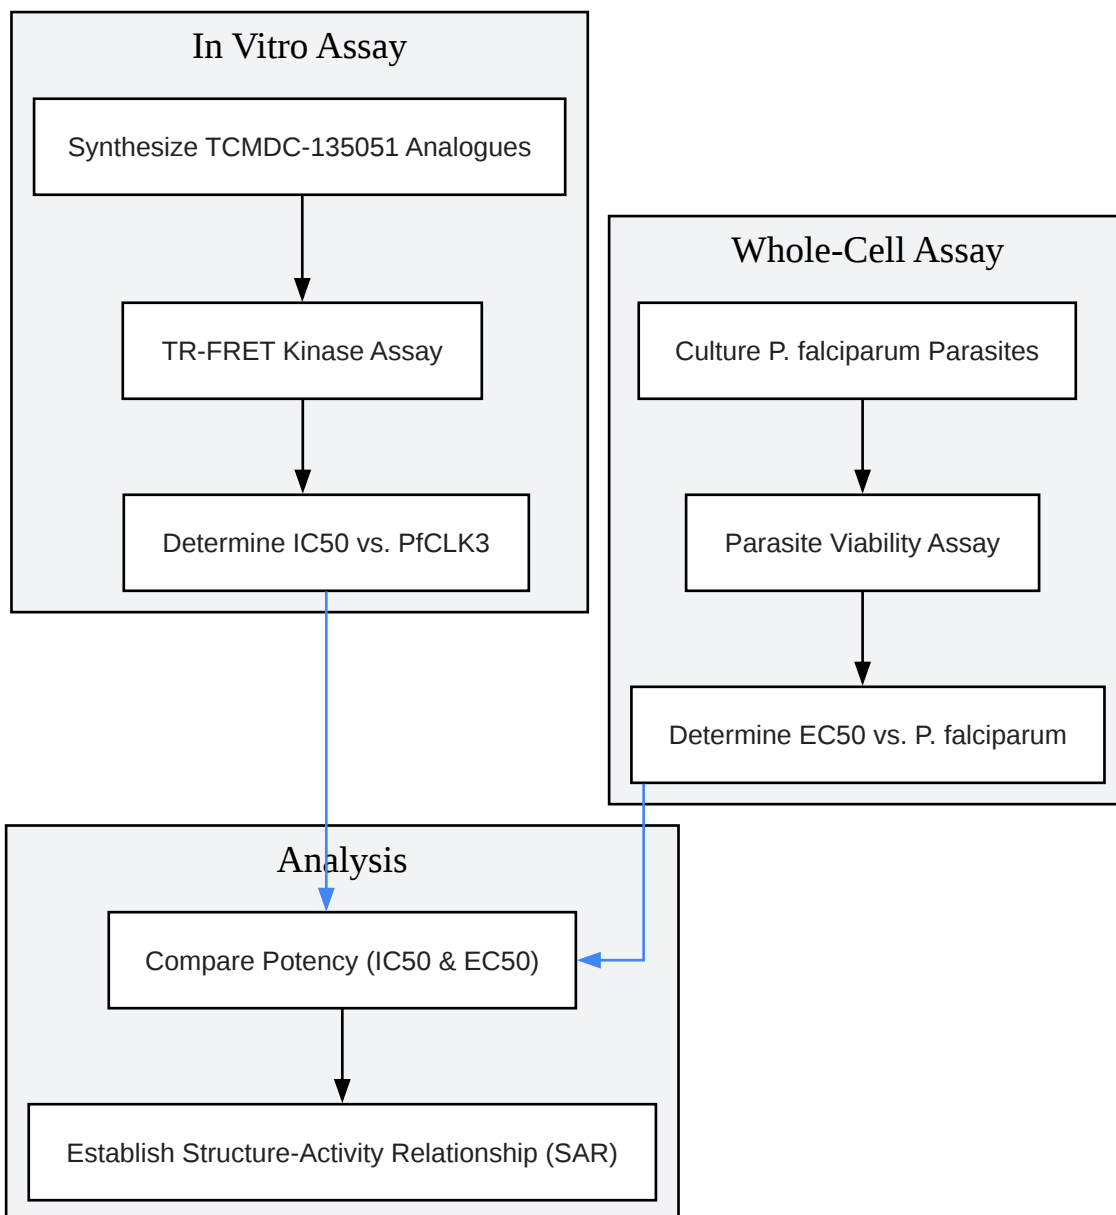 In Vitro Assay
Synthesize TCMDC-135051 Analogues
TR-FRET Kinase Assay
Determine IC50 vs. PfCLK3
Whole-Cell Assay
Culture P. falciparum Parasites
Parasite Viability Assay
Determine EC50 vs. P. falciparum
Analysis
Compare Potency (IC50 & EC50)
Establish Structure-Activity Relationship (SAR)